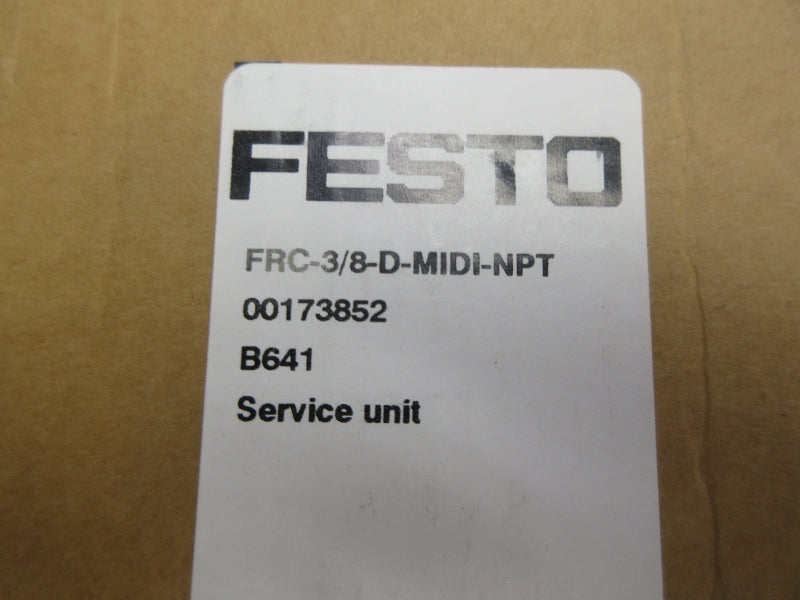 FESTO
FRC-3/8-D-MIDI-NPT
00173852
B641
Service unit